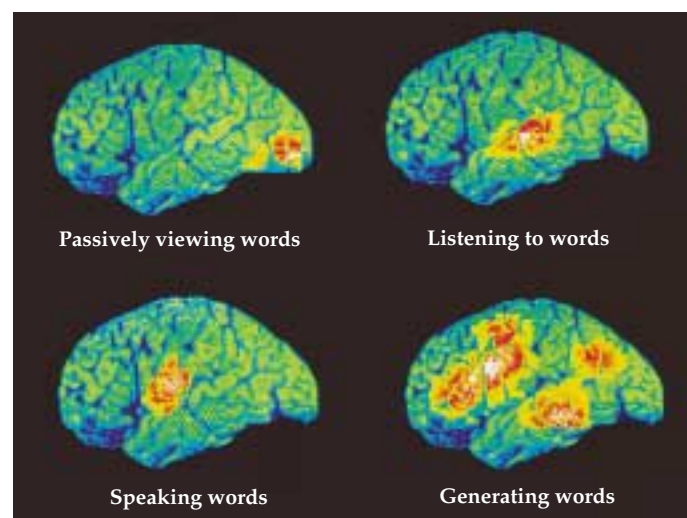 Passively viewing words
Listening to words
Speaking words
Generating words